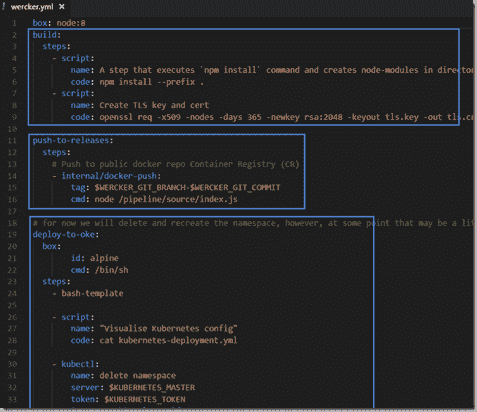 wercker.yml ×
1 box: node:8
2 build:
3 steps:
4 - script:
5 name: A step that executes `npm install` command and creates node-modules in director
6 code: npm install --prefix .
7 - script:
8 name: Create TLS key and cert
9 code: openssl req -x509 -nodes -days 365 -newkey rsa:2048 -keyout tls.key -out tls.cr
10
11 push-to-releases:
12 steps:
13 # Push to public docker repo Container Registry (CR)
14 - internal/docker-push:
15 tag: $WERCKER_GIT_BRANCH-$WERCKER_GIT_COMMIT
16 cmd: node /pipeline/source/index.js
17
18 # for now we will delete and recreate the namespace, however, at some point that may be a lit
19 deploy-to-oke:
20 box:
21 id: alpine
22 cmd: /bin/sh
23 steps:
24 - bash-template
25
26 - script:
27 name: "Visualise Kubernetes config"
28 code: cat kubernetes-deployment.yml
29
30 - kubectl:
31 name: delete namespace
32 server: $KUBERNETES_MASTER
33 token: $KUBERNETES_TOKEN